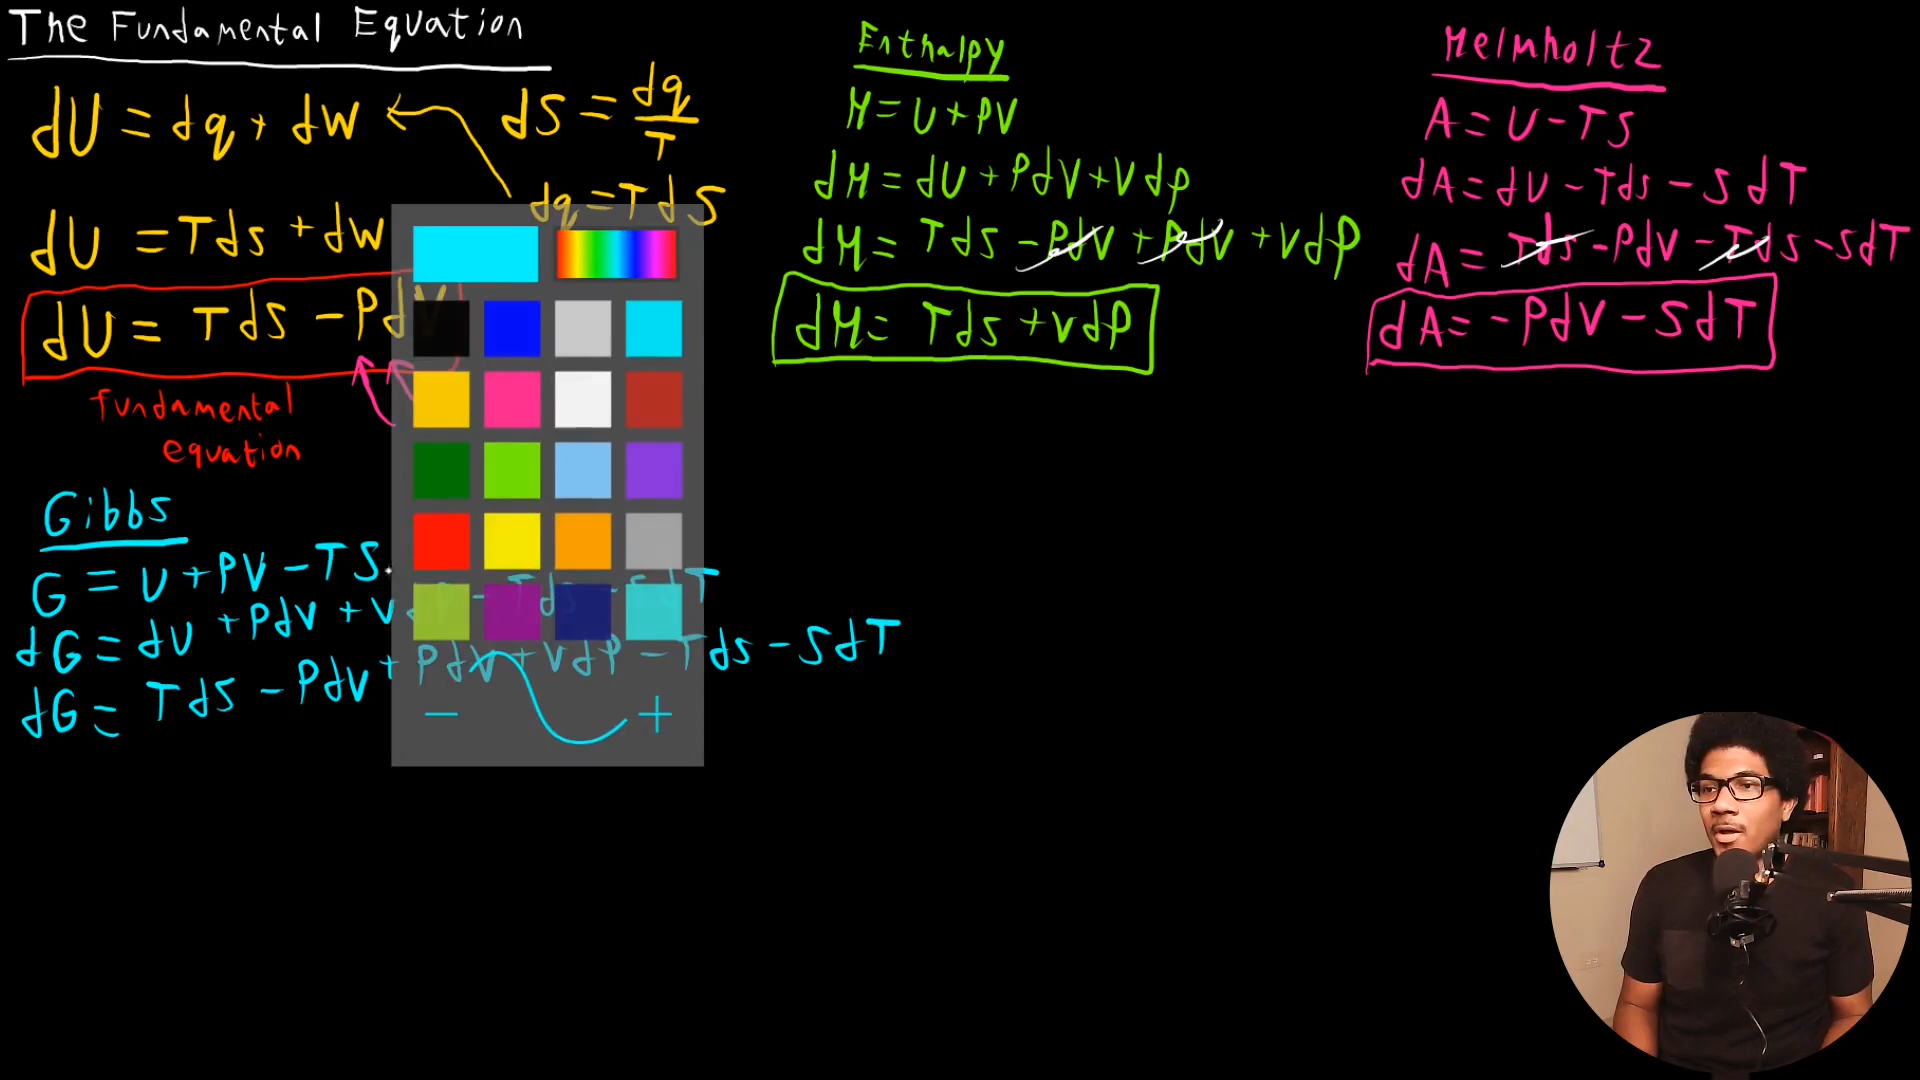 The Fundamental Equation
dU = dq + dW
dS = dq/T
dq = TdS
dU = Tds + dw
dU = Tds - PdV
fundamental
equation
Gibbs
G = U + PV - TS
dG = dU + PdV + Vdp - Tds - SdT
dG = TdS - PdV + PdV + Vdp - Tds - SdT
- +
Enthalpy
H = U + PV
dH = dU + PdV + Vdp
dH = Tds - PdV + PdV + Vdp
dH = Tds + Vdp
Helmholtz
A = U - TS
dA = dU - Tds - SdT
dA = Tds - PdV - Tds - SdT
dA = - PdV - SdT